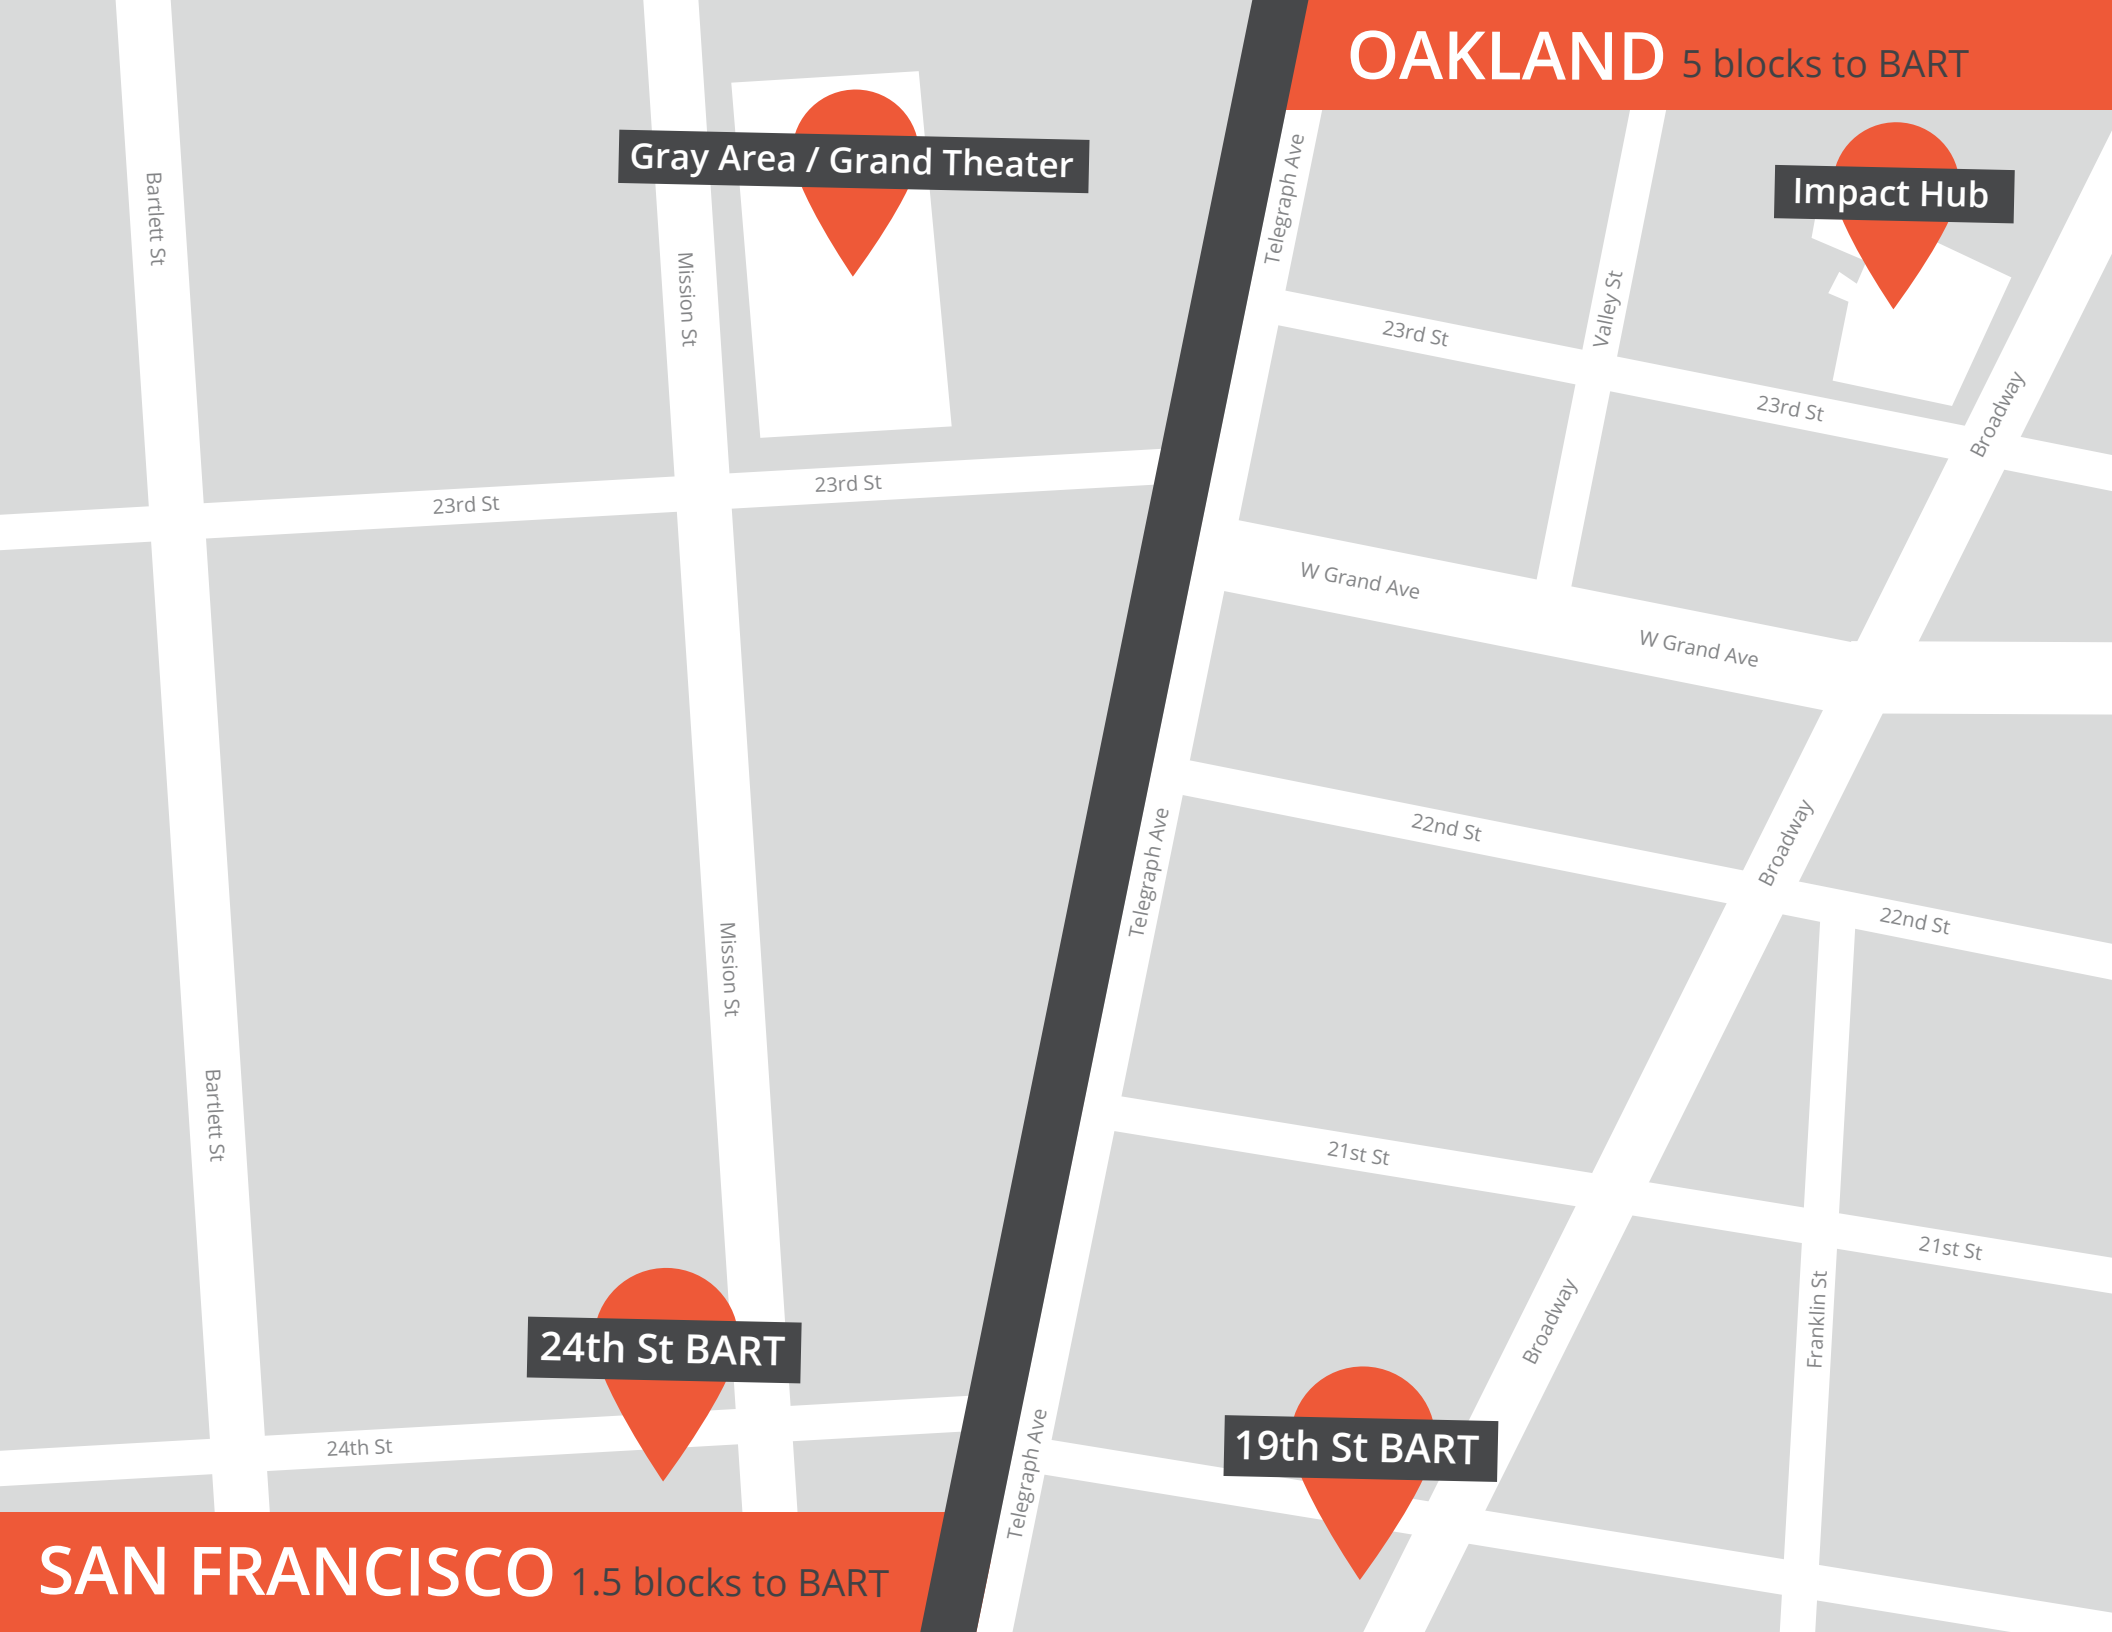 OAKLAND 5 blocks to BART
Telegraph Ave
Gray Area / Grand Theater
Impact Hub
Bartlett St
Mission St
Valley St
23rd St
23rd St
Broadway
23rd St
23rd St
W Grand Ave
W Grand Ave
Telegraph Ave
22nd St
Broadway
22nd St
Mission St
Bartlett St
21st St
21st St
Franklin St
Broadway
24th St BART
Telegraph Ave
24th St
19th St BART
SAN FRANCISCO 1.5 blocks to BART